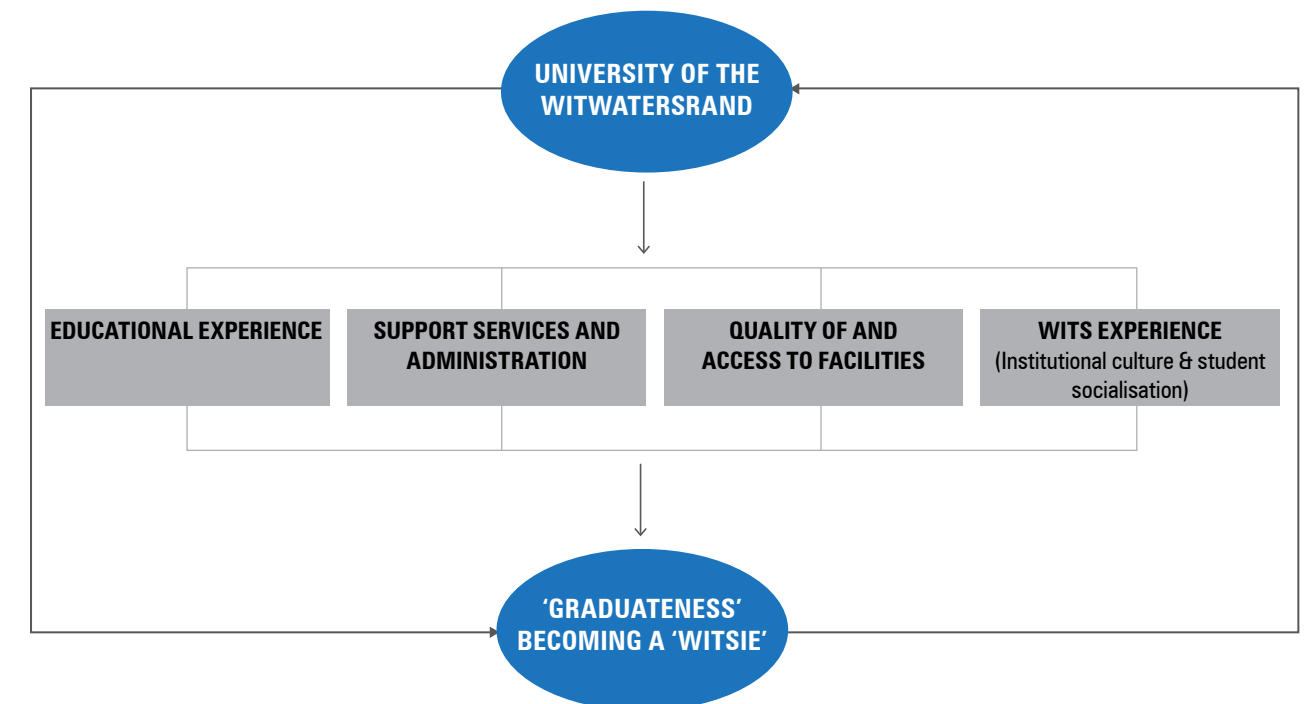 UNIVERSITY OF THE
WITWATERSRAND
EDUCATIONAL EXPERIENCE
SUPPORT SERVICES AND
ADMINISTRATION
QUALITY OF AND
ACCESS TO FACILITIES
WITS EXPERIENCE
(Institutional culture & student
socialisation)
‘GRADUATENESS’
BECOMING A ‘WITSIE’